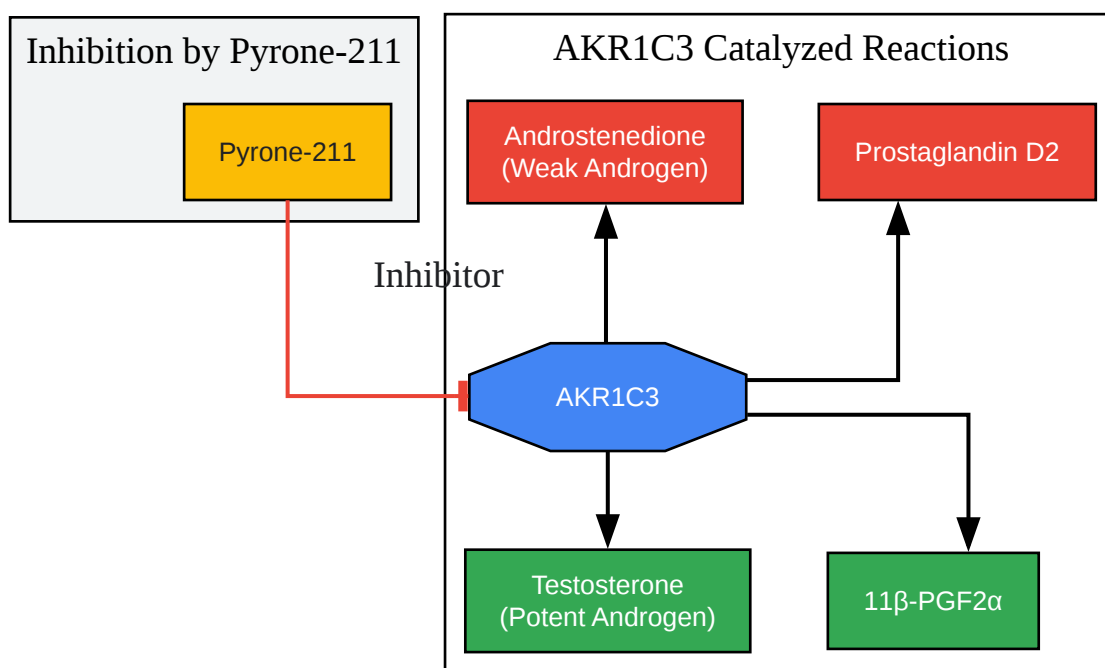 Inhibition by Pyrone-211
Pyrone-211
Inhibitor
AKR1C3 Catalyzed Reactions
Androstenedione
(Weak Androgen)
Prostaglandin D2
AKR1C3
Testosterone
(Potent Androgen)
11β-PGF2α